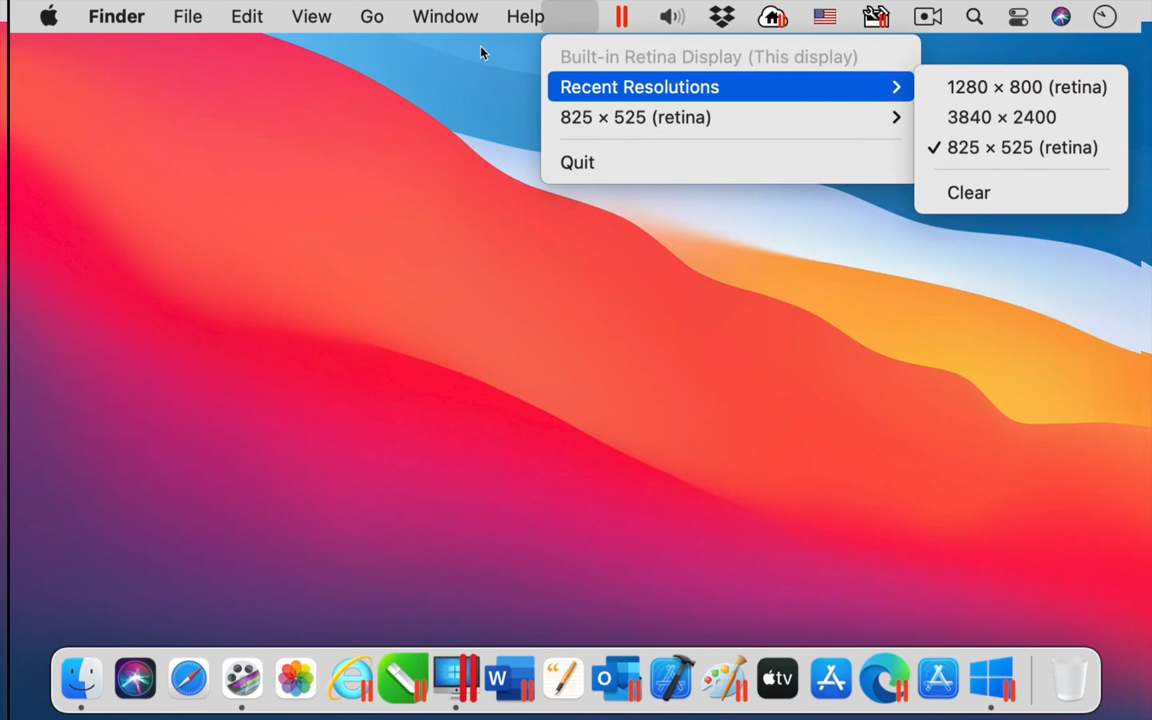 Finder File Edit View Go Window Help
Built-in Retina Display (This display)
Recent Resolutions
825 × 525 (retina)
Quit
1280 × 800 (retina)
3840 × 2400
✓ 825 × 525 (retina)
Clear
W
O
tv